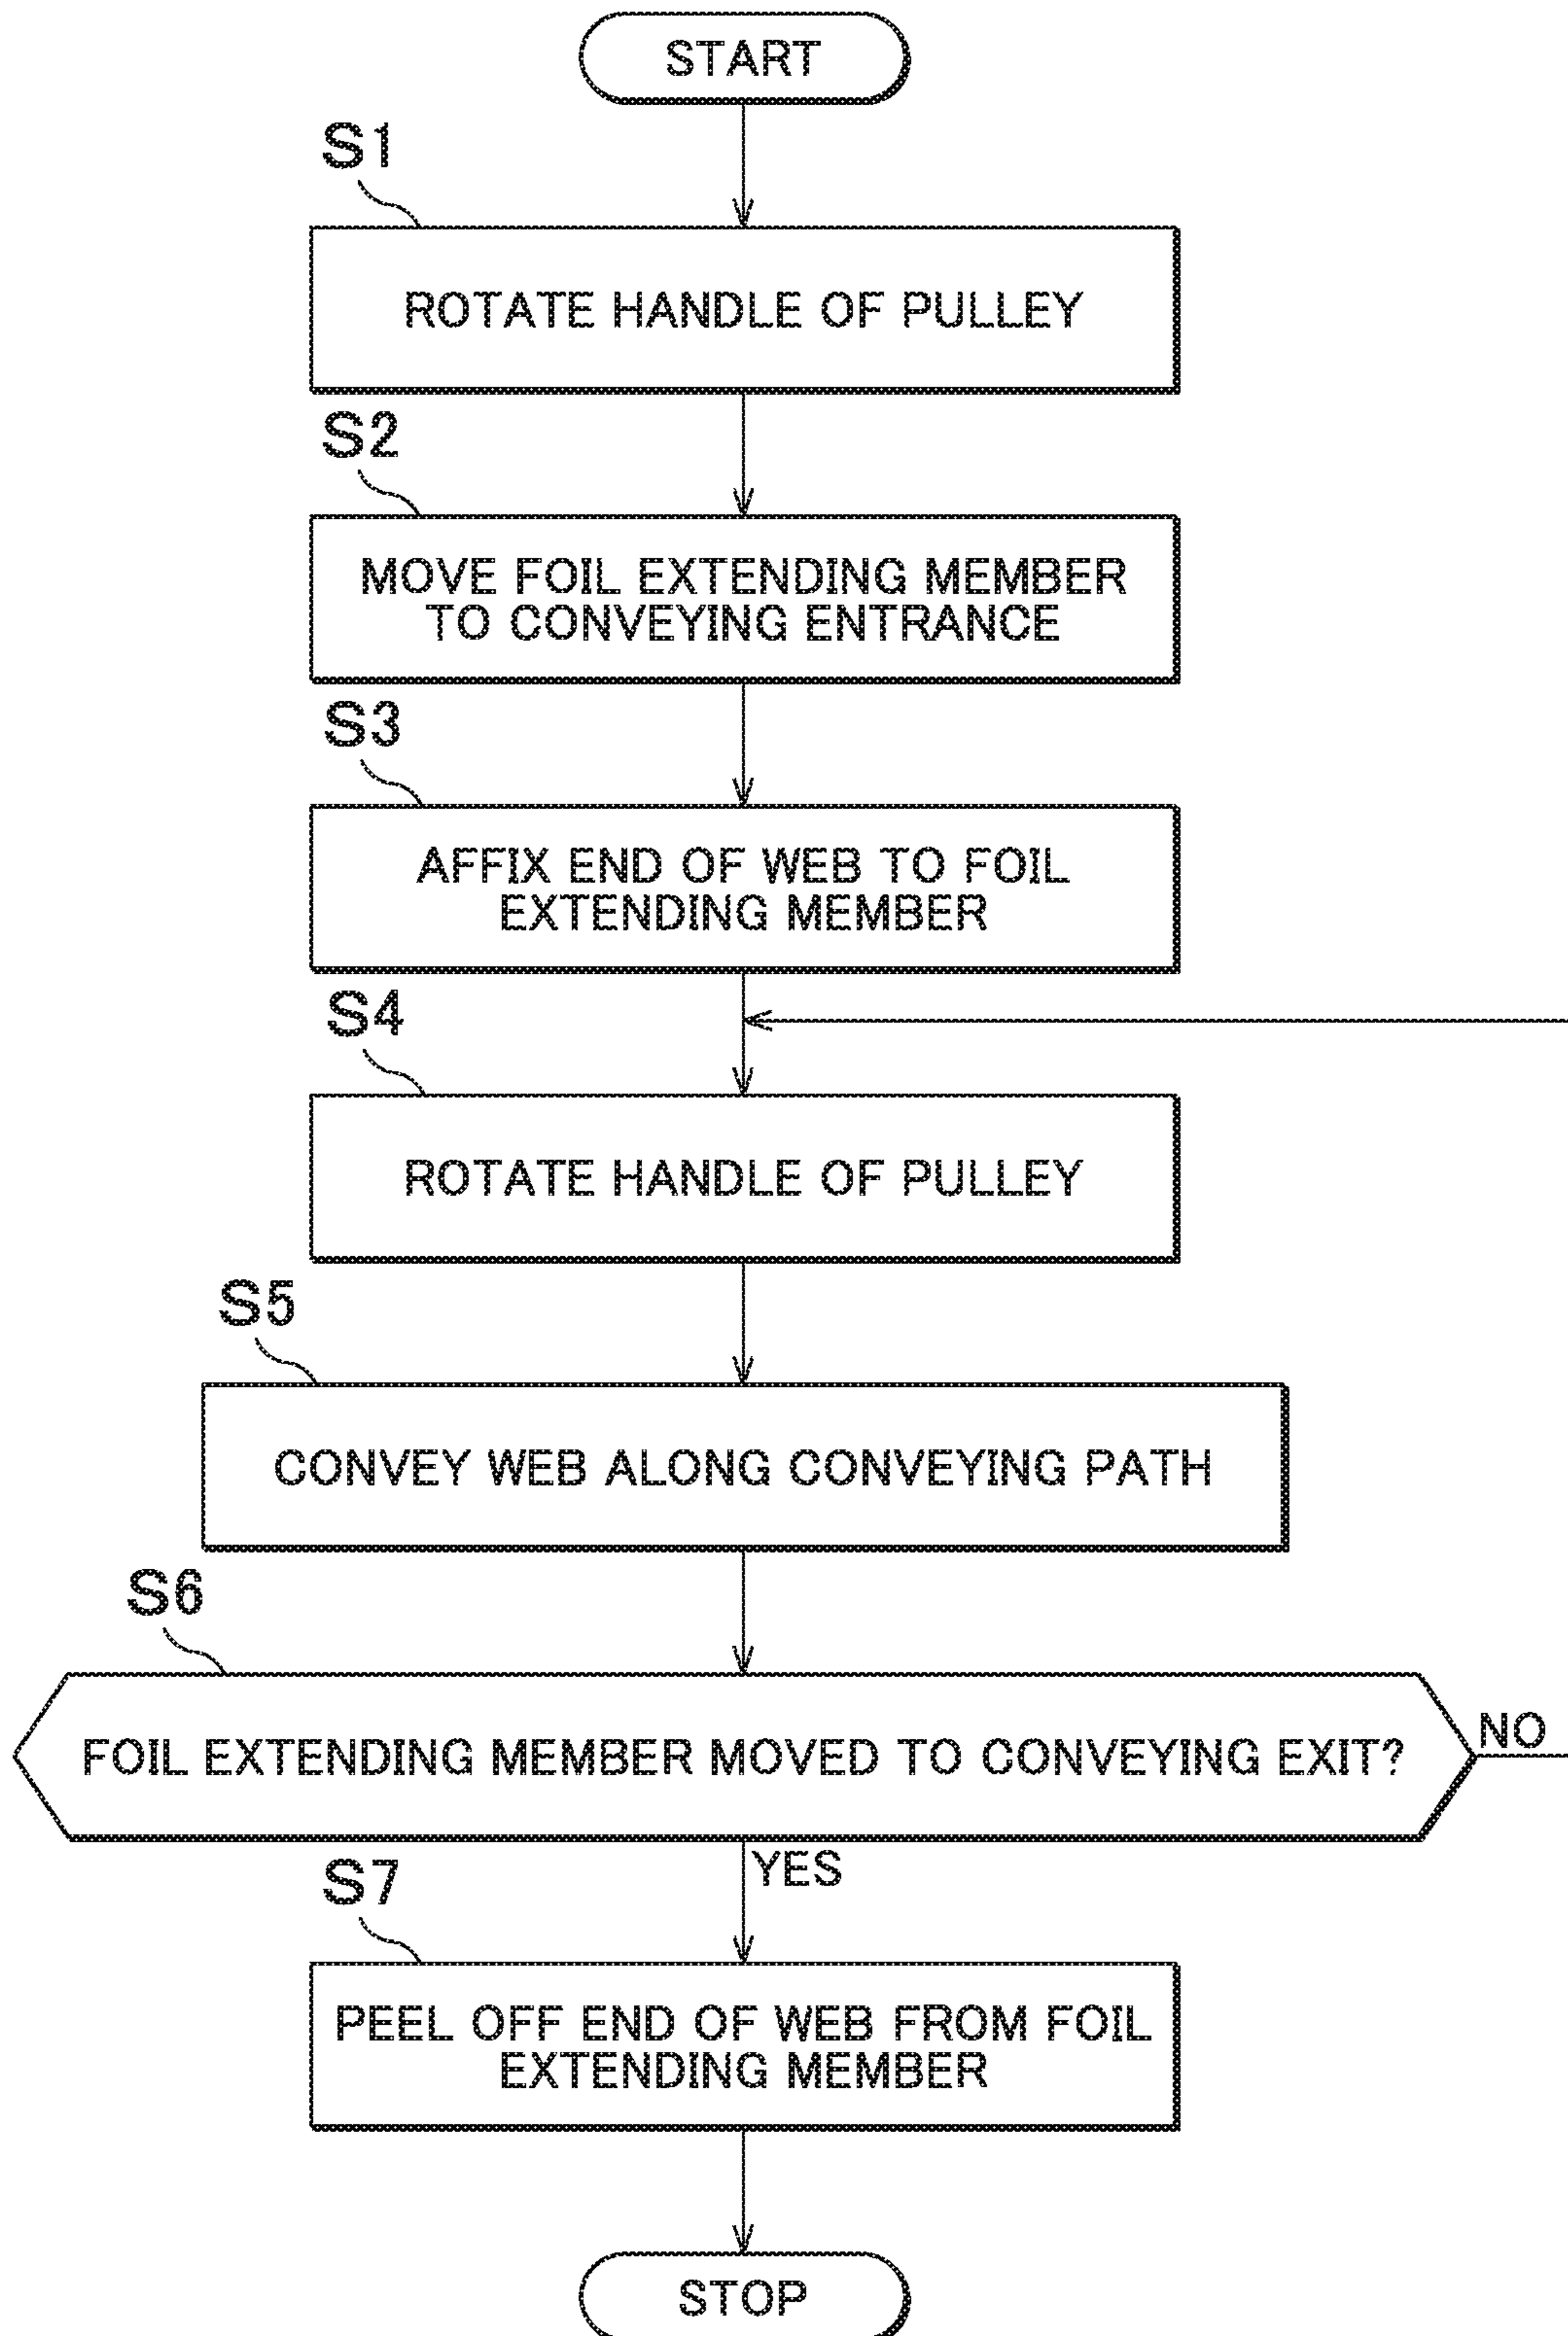 START
S1
ROTATE HANDLE OF PULLEY
S2
MOVE FOIL EXTENDING MEMBER
TO CONVEYING ENTRANCE
S3
AFFIX END OF WEB TO FOIL
EXTENDING MEMBER
S4
ROTATE HANDLE OF PULLEY
S5
CONVEY WEB ALONG CONVEYING PATH
S6
FOIL EXTENDING MEMBER MOVED TO CONVEYING EXIT?
NO
YES
S7
PEEL OFF END OF WEB FROM FOIL
EXTENDING MEMBER
STOP